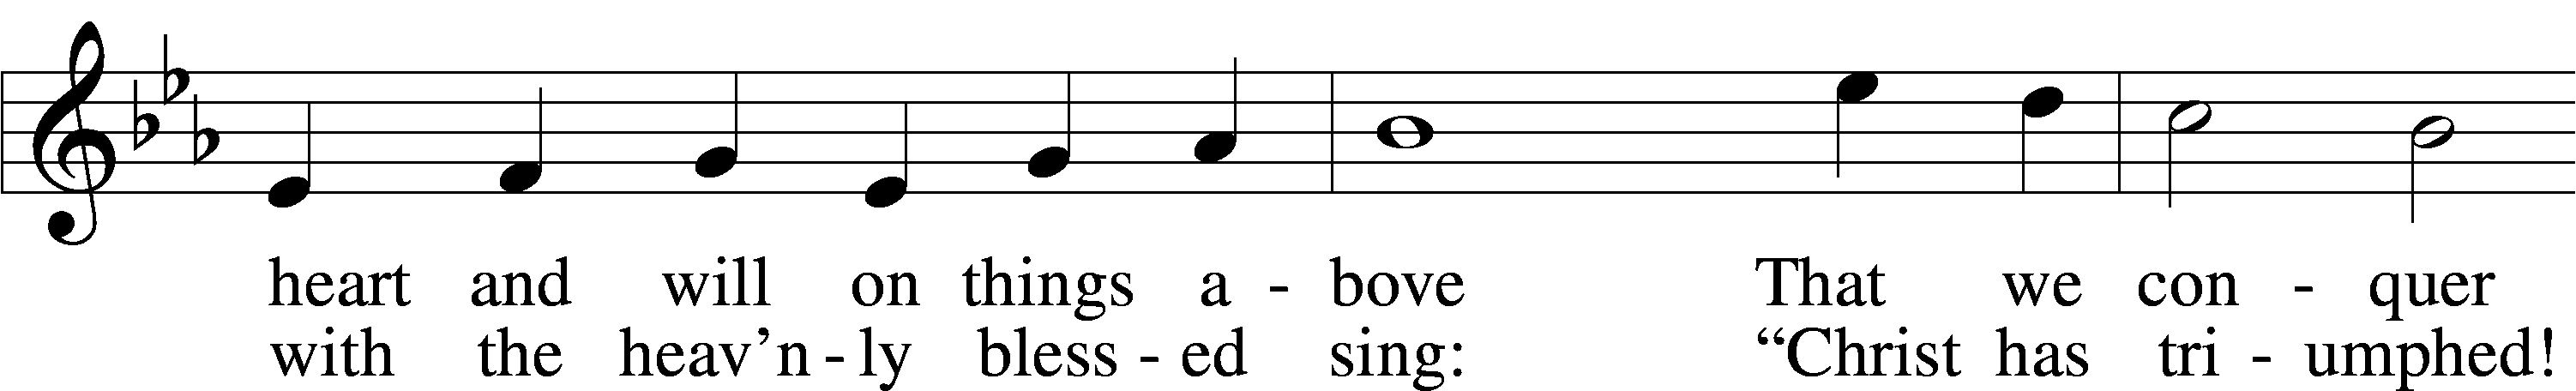 heart and will on things a - bove That we con - quer
with the heav’n - ly bless - ed sing: “Christ has tri - umphed!